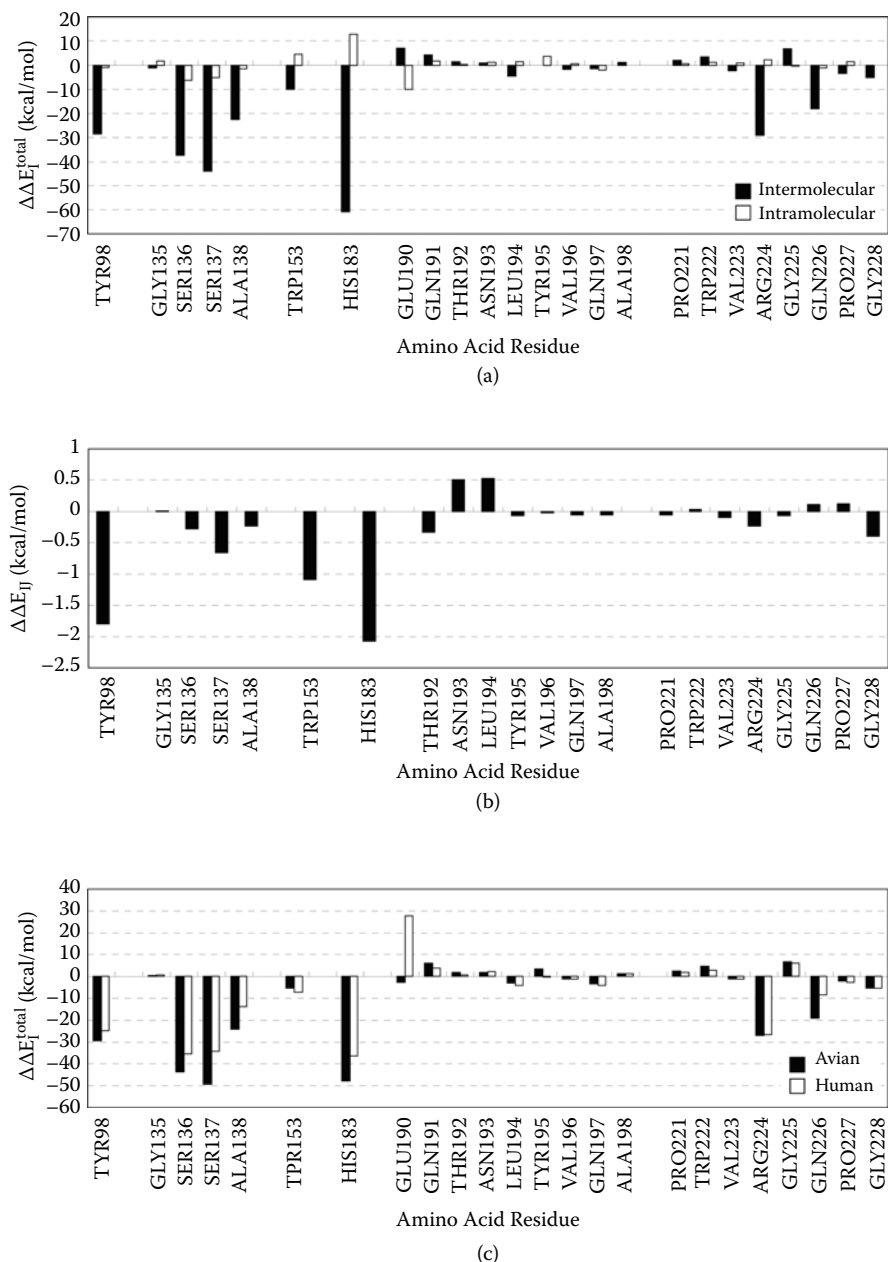 20
10
0
−10
−20
−30
−40
−50
−60
−70
ΔΔE_I^total (kcal/mol)
Intermolecular
Intramolecular
TYR98
GLY135
SER136
SER137
ALA138
TRP153
HIS183
GLU190
GLN191
THR192
ASN193
LEU194
TYR195
VAL196
GLN197
ALA198
PRO221
TRP222
VAL223
ARG224
GLY225
GLN226
PRO227
GLY228
Amino Acid Residue
(a)
1
0.5
0
−0.5
−1
−1.5
−2
−2.5
ΔΔE_IJ (kcal/mol)
TYR98
GLY135
SER136
SER137
ALA138
TRP153
HIS183
THR192
ASN193
LEU194
TYR195
VAL196
GLN197
ALA198
PRO221
TRP222
VAL223
ARG224
GLY225
GLN226
PRO227
GLY228
Amino Acid Residue
(b)
40
30
20
10
0
−10
−20
−30
−40
−50
−60
ΔΔE_I^total (kcal/mol)
Avian
Human
TYR98
GLY135
SER136
SER137
ALA138
TPR153
HIS183
GLU190
GLN191
THR192
ASN193
LEU194
TYR195
VAL196
GLN197
ALA198
PRO221
TRP222
VAL223
ARG224
GLY225
GLN226
PRO227
GLY228
Amino Acid Residue
(c)